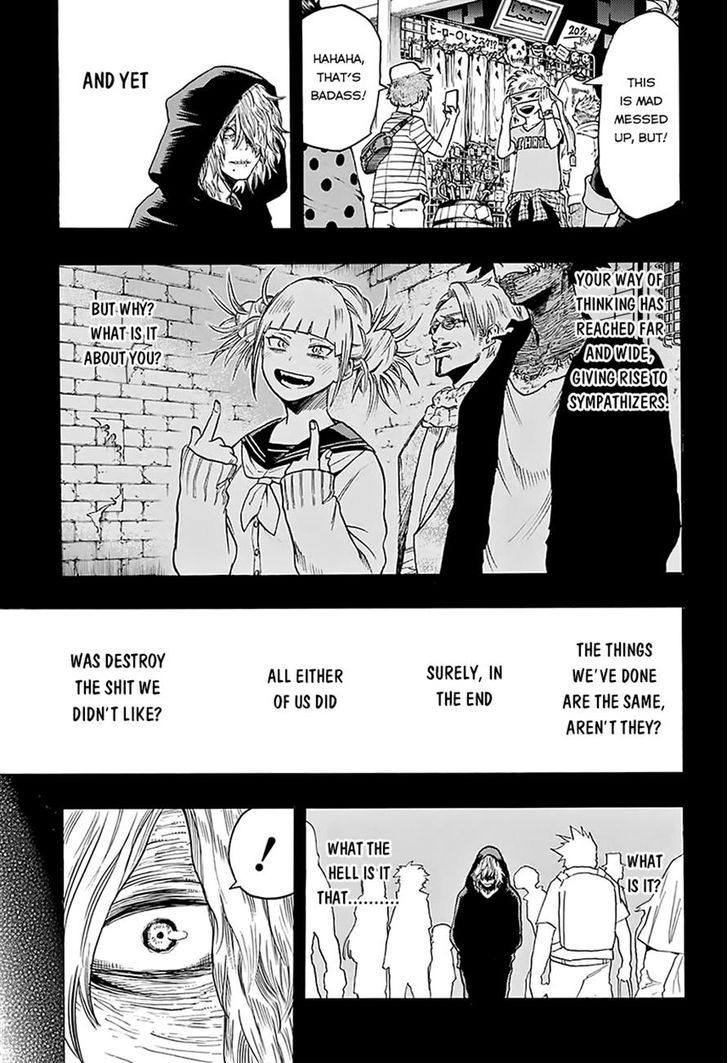 THIS
IS MAD
MESSED
UP, BUT!
HAHAHA,
THAT'S
BADASS!
20%
AND YET
YOUR WAY OF
THINKING HAS
REACHED FAR
AND WIDE,
GIVING RISE TO
SYMPATHIZERS.
BUT WHY?
WHAT IS IT
ABOUT YOU?
THE THINGS
WE'VE DONE
ARE THE SAME,
AREN'T THEY?
SURELY, IN
THE END
ALL EITHER
OF US DID
WAS DESTROY
THE SHIT WE
DIDN'T LIKE?
WHAT
IS IT?
WHAT THE
HELL IS IT
THAT..........
!